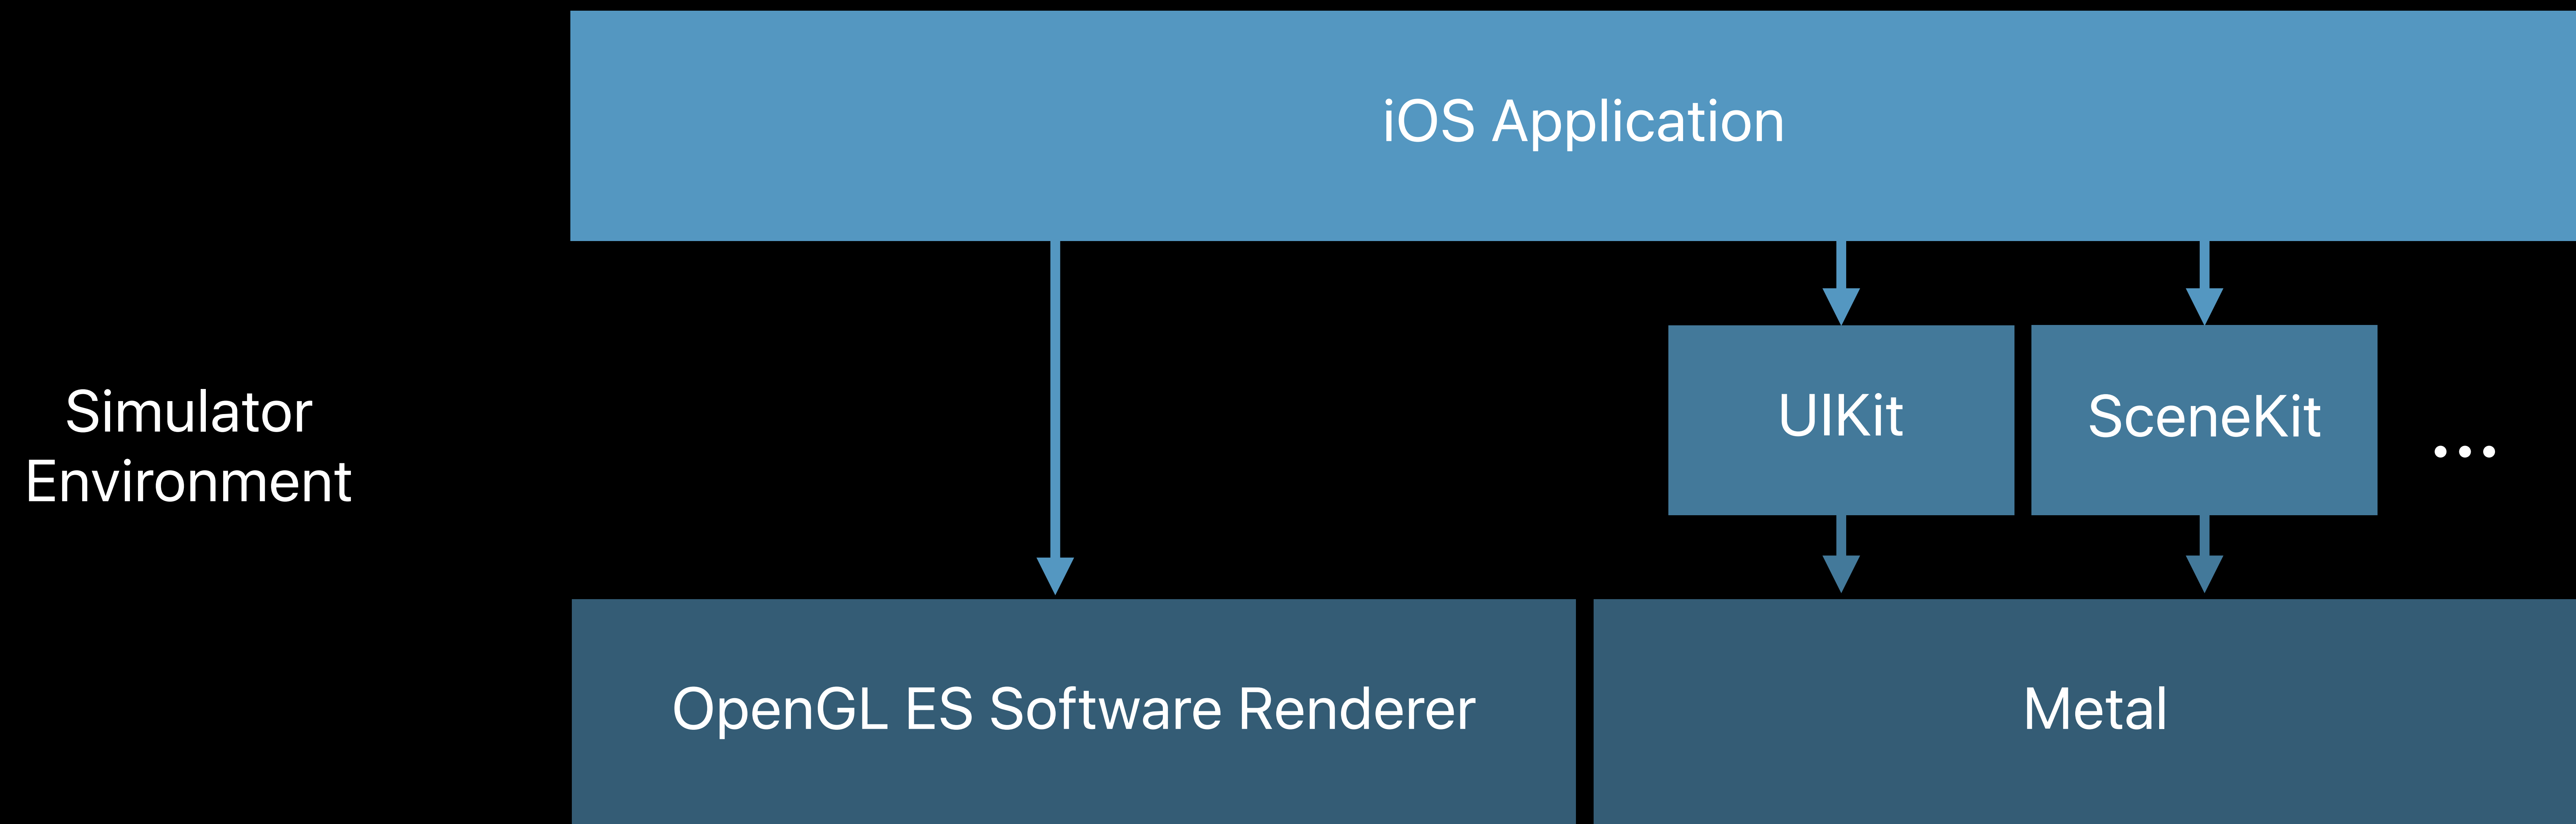 iOS Application
Simulator
Environment
UIKit
SceneKit
...
OpenGL ES Software Renderer
Metal